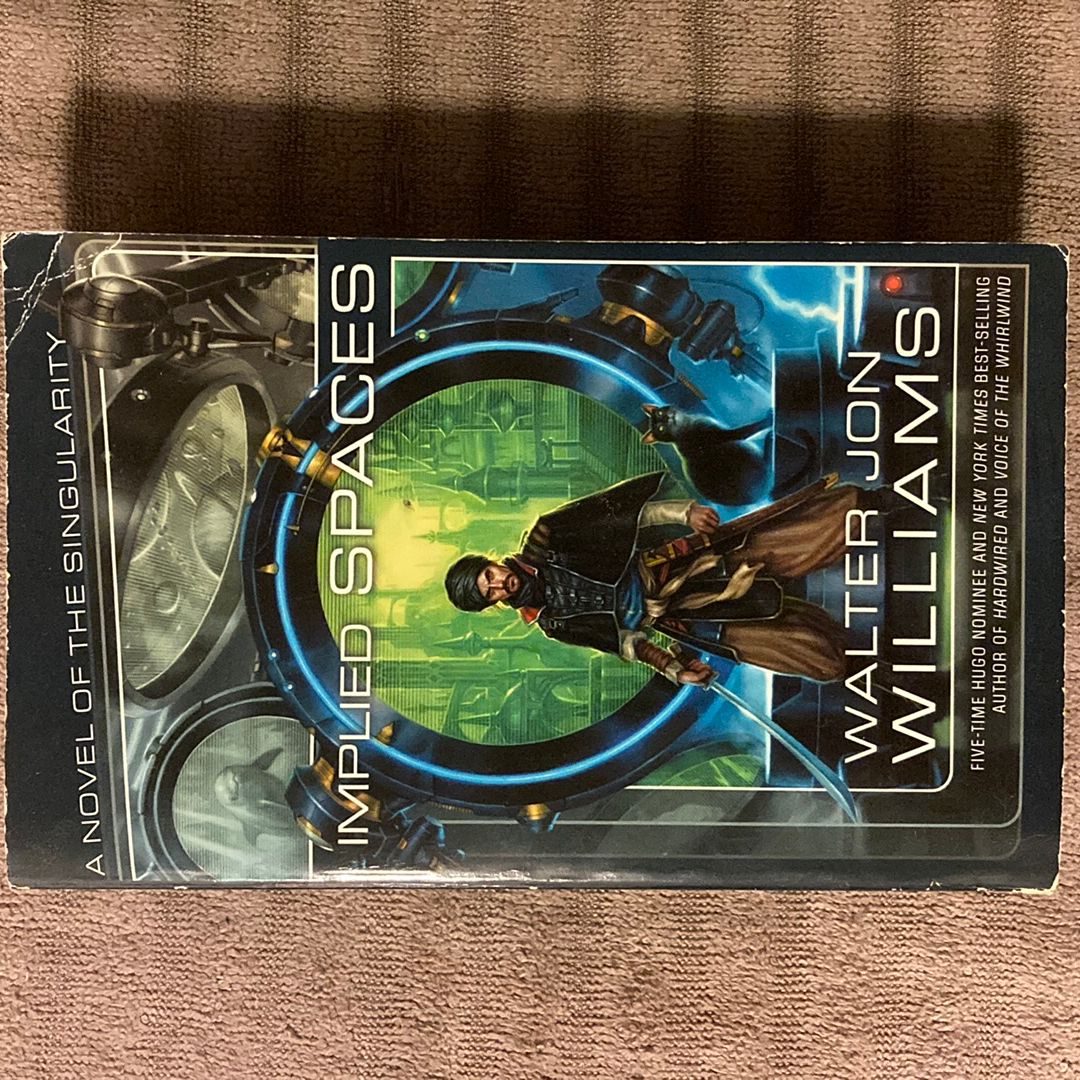 A NOVEL OF THE SINGULARITY
IMPLIED SPACES
WALTER JON
WILLIAMS
FIVE-TIME HUGO NOMINEE AND NEW YORK TIMES BEST-SELLING
AUTHOR OF HARDWIRED AND VOICE OF THE WHIRLWIND